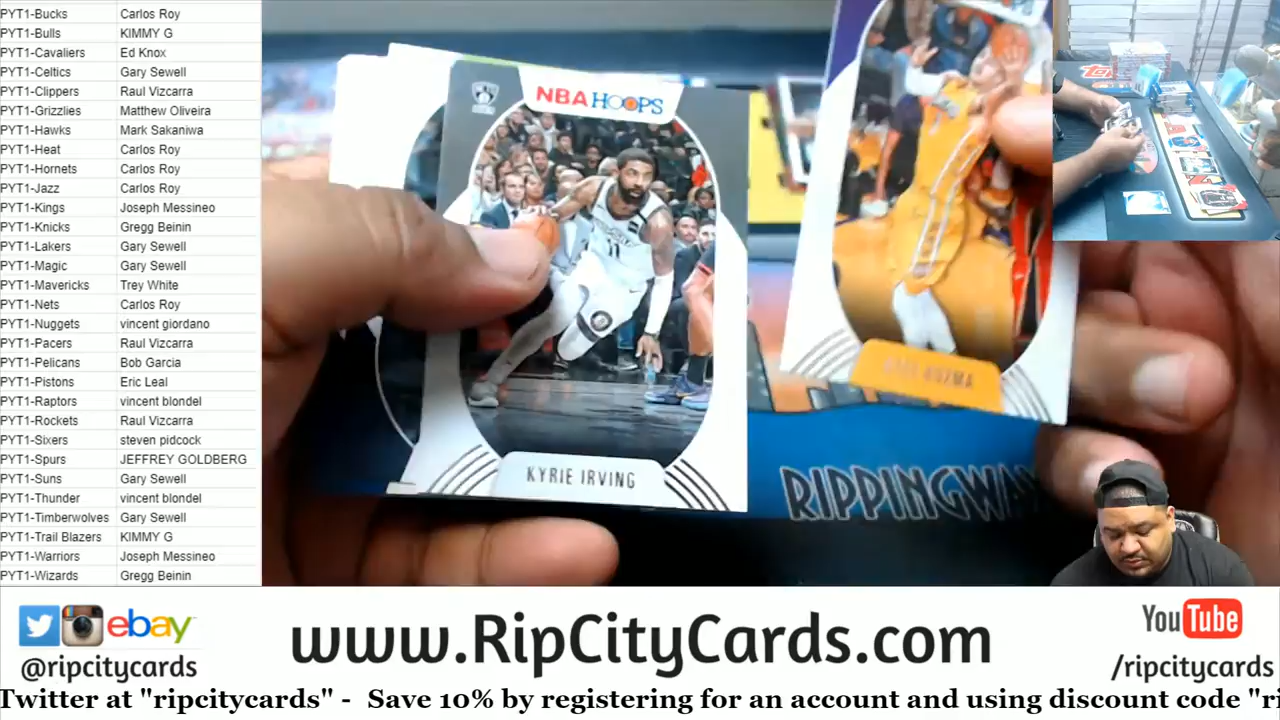 PYT1-Bucks Carlos Roy
PYT1-Bulls KIMMY G
PYT1-Cavaliers Ed Knox
PYT1-Celtics Gary Sewell
PYT1-Clippers Raul Vizcarra
PYT1-Grizzlies Matthew Oliveira
PYT1-Hawks Mark Sakaniwa
PYT1-Heat Carlos Roy
PYT1-Hornets Carlos Roy
PYT1-Jazz Carlos Roy
PYT1-Kings Joseph Messineo
PYT1-Knicks Gregg Beinin
PYT1-Lakers Gary Sewell
PYT1-Magic Gary Sewell
PYT1-Mavericks Trey White
PYT1-Nets Carlos Roy
PYT1-Nuggets vincent giordano
PYT1-Pacers Raul Vizcarra
PYT1-Pelicans Bob Garcia
PYT1-Pistons Eric Leal
PYT1-Raptors vincent blondel
PYT1-Rockets Raul Vizcarra
PYT1-Sixers steven pidcock
PYT1-Spurs JEFFREY GOLDBERG
PYT1-Suns Gary Sewell
PYT1-Thunder vincent blondel
PYT1-Timberwolves Gary Sewell
PYT1-Trail Blazers KIMMY G
PYT1-Warriors Joseph Messineo
PYT1-Wizards Gregg Beinin
NBA HOOPS
11
KYRIE IRVING
KUZMA
RIPPINGWA
Topps
ebay
@ripcitycards
www.RipCityCards.com
YouTube
/ripcitycards
Twitter at "ripcitycards" - Save 10% by registering for an account and using discount code "ri